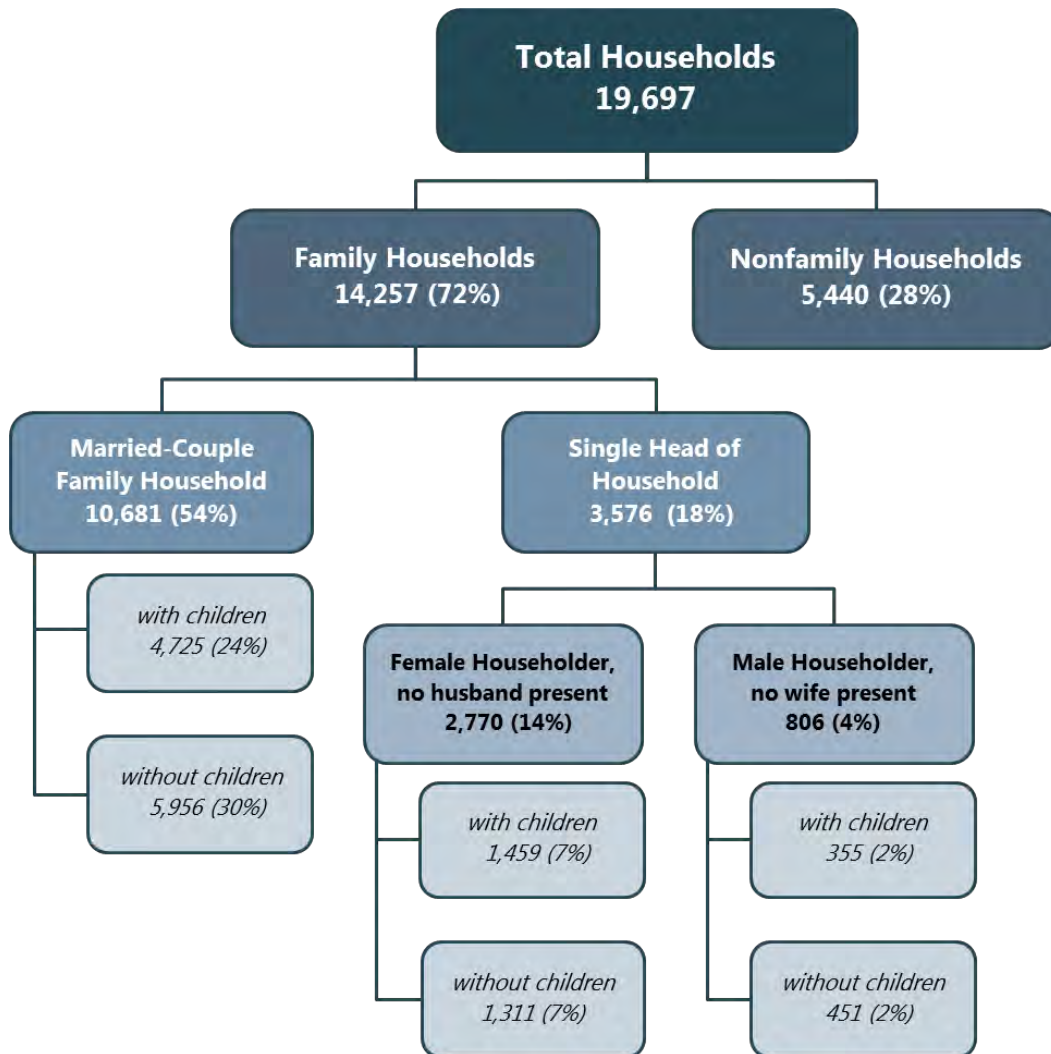 Total Households
19,697
Family Households
14,257 (72%)
Nonfamily Households
5,440 (28%)
Married-Couple
Family Household
10,681 (54%)
Single Head of
Household
3,576 (18%)
with children
4,725 (24%)
without children
5,956 (30%)
Female Householder,
no husband present
2,770 (14%)
Male Householder,
no wife present
806 (4%)
with children
1,459 (7%)
without children
1,311 (7%)
with children
355 (2%)
without children
451 (2%)